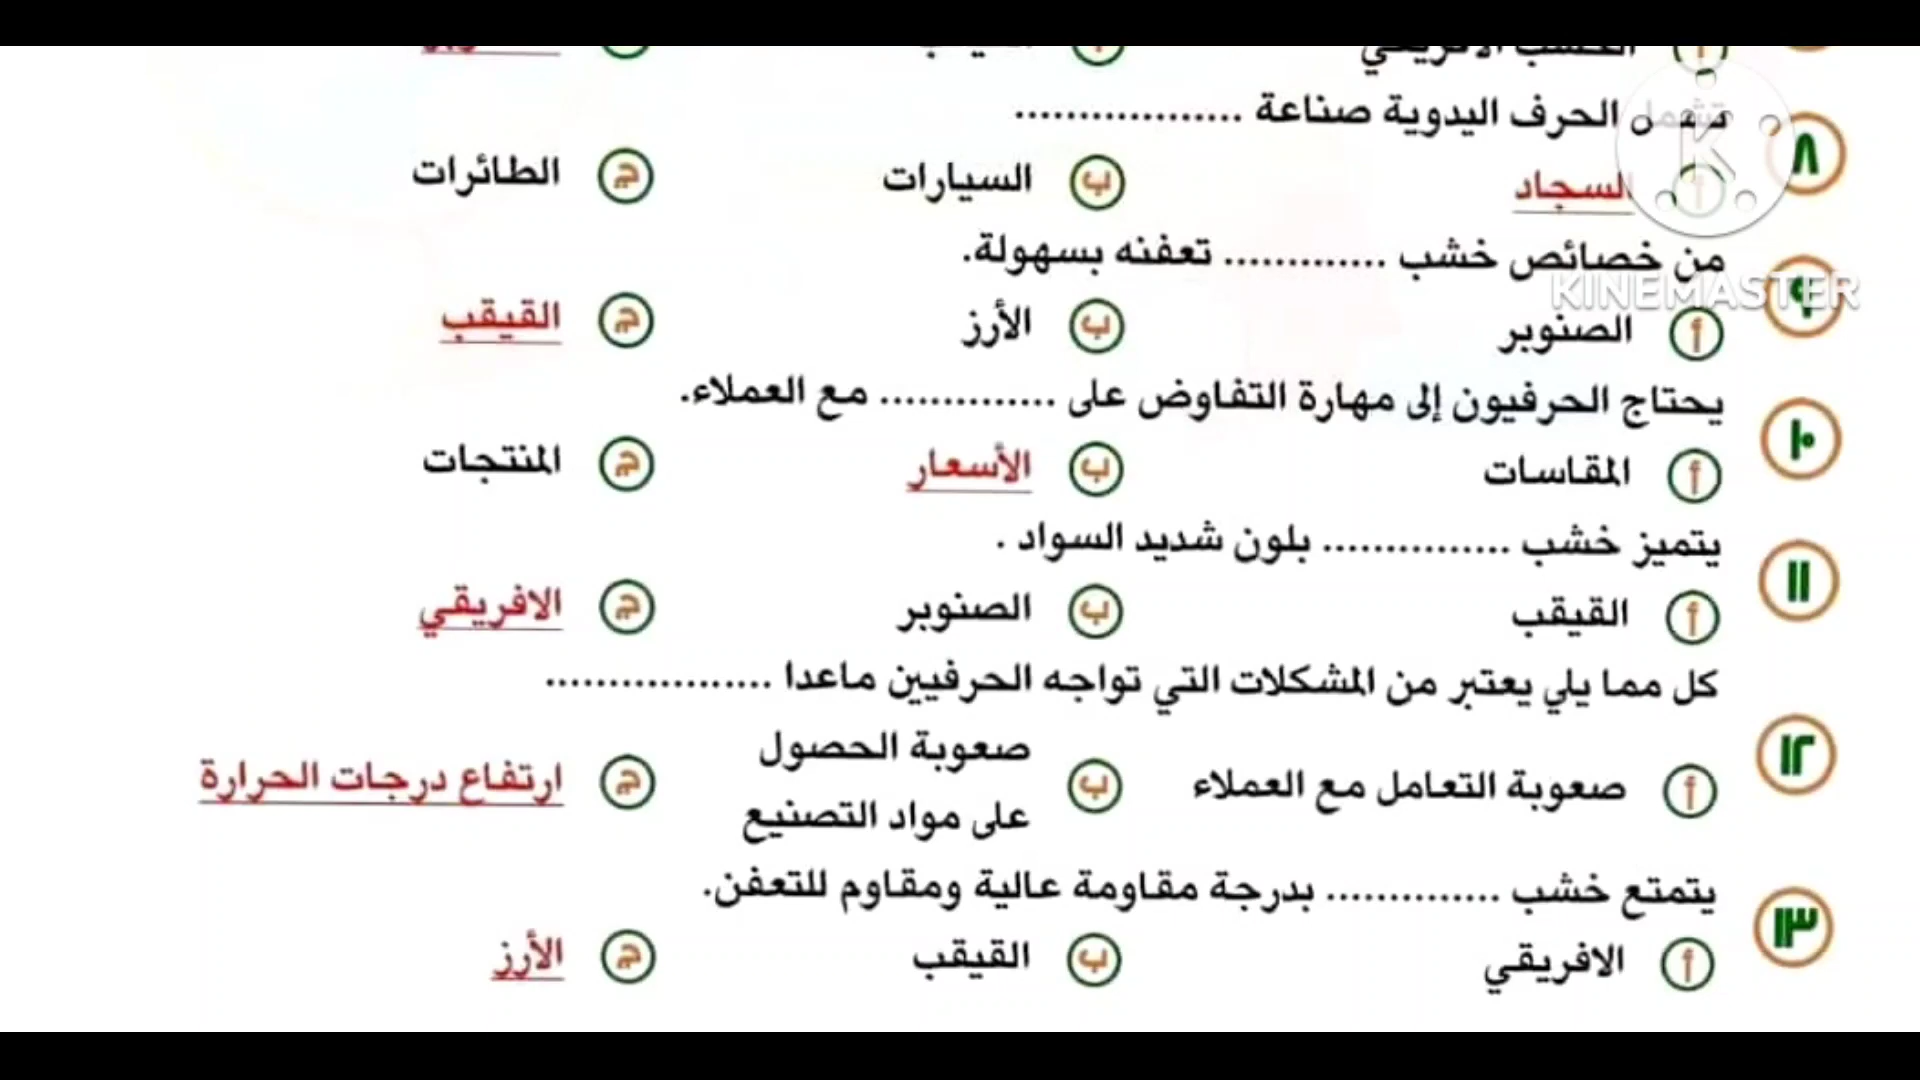 ٨ تشمل الحرف اليدوية صناعة ..................
أ السجاد ب السيارات ج الطائرات
٩ من خصائص خشب ............. تعفنه بسهولة.
KINEMASTER
أ الصنوبر ب الأرز ج القيقب
١٠ يحتاج الحرفيون إلى مهارة التفاوض على .............. مع العملاء.
أ المقاسات ب الأسعار ج المنتجات
١١ يتميز خشب ............... بلون شديد السواد .
أ القيقب ب الصنوبر ج الافريقي
١٢ كل مما يلي يعتبر من المشكلات التي تواجه الحرفيين ماعدا ..................
أ صعوبة التعامل مع العملاء ب صعوبة الحصول على مواد التصنيع ج ارتفاع درجات الحرارة
١٣ يتمتع خشب .............. بدرجة مقاومة عالية ومقاوم للتعفن.
أ الافريقي ب القيقب ج الأرز